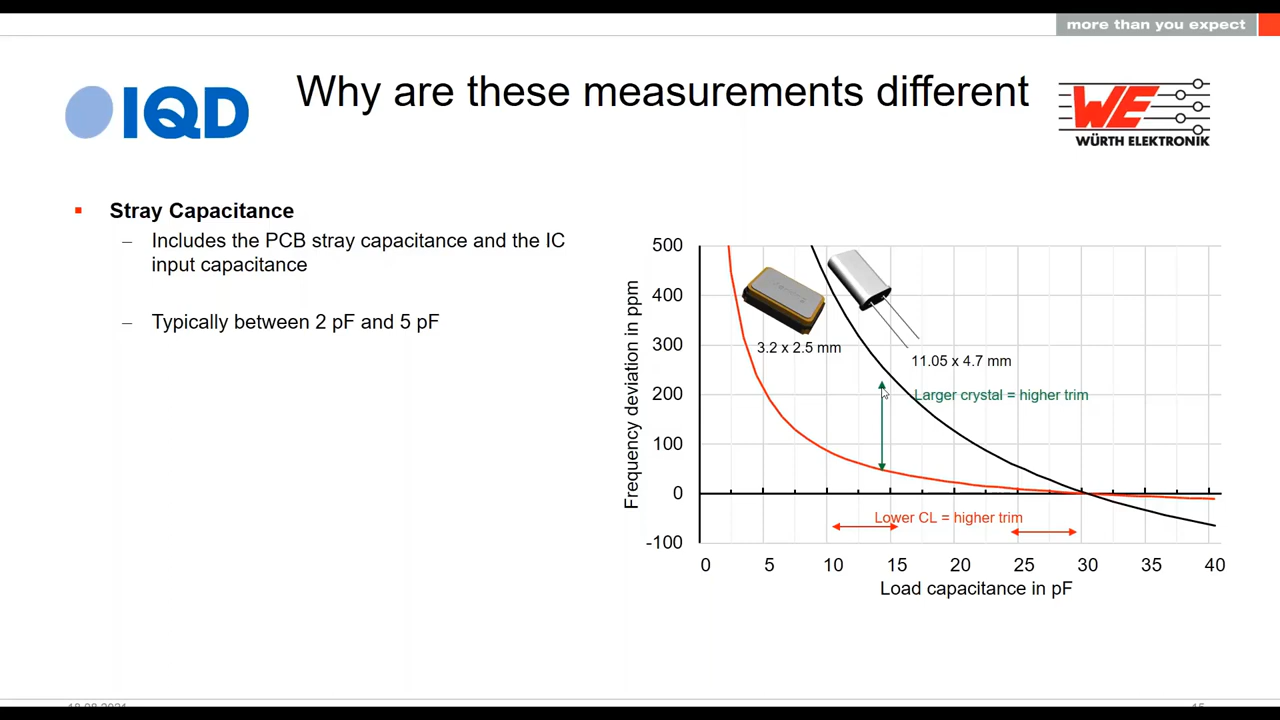 more than you expect
IQD
Why are these measurements different
WE
WÜRTH ELEKTRONIK
Stray Capacitance
– Includes the PCB stray capacitance and the IC
input capacitance
– Typically between 2 pF and 5 pF
Frequency deviation in ppm
500
400
300
200
100
0
-100
3.2 x 2.5 mm
11.05 x 4.7 mm
Larger crystal = higher trim
Lower CL = higher trim
0 5 10 15 20 25 30 35 40
Load capacitance in pF